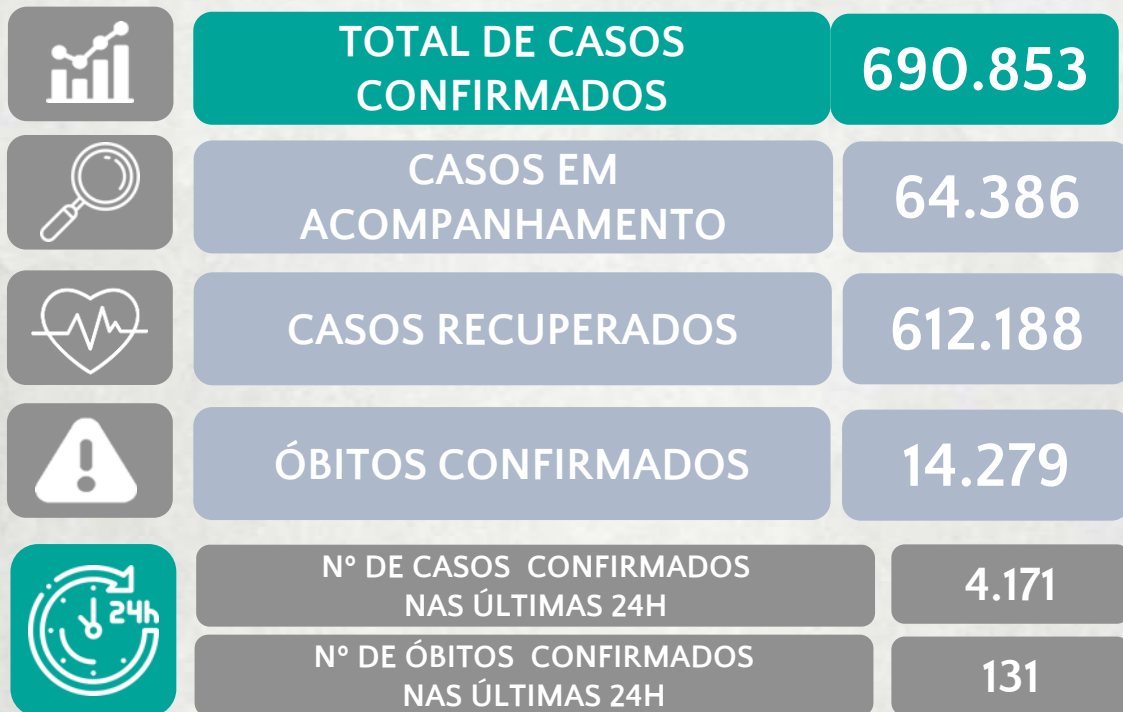 TOTAL DE CASOS
CONFIRMADOS
690.853
CASOS EM
ACOMPANHAMENTO
64.386
CASOS RECUPERADOS
612.188
ÓBITOS CONFIRMADOS
14.279
24h
Nº DE CASOS CONFIRMADOS
NAS ÚLTIMAS 24H
4.171
Nº DE ÓBITOS CONFIRMADOS
NAS ÚLTIMAS 24H
131